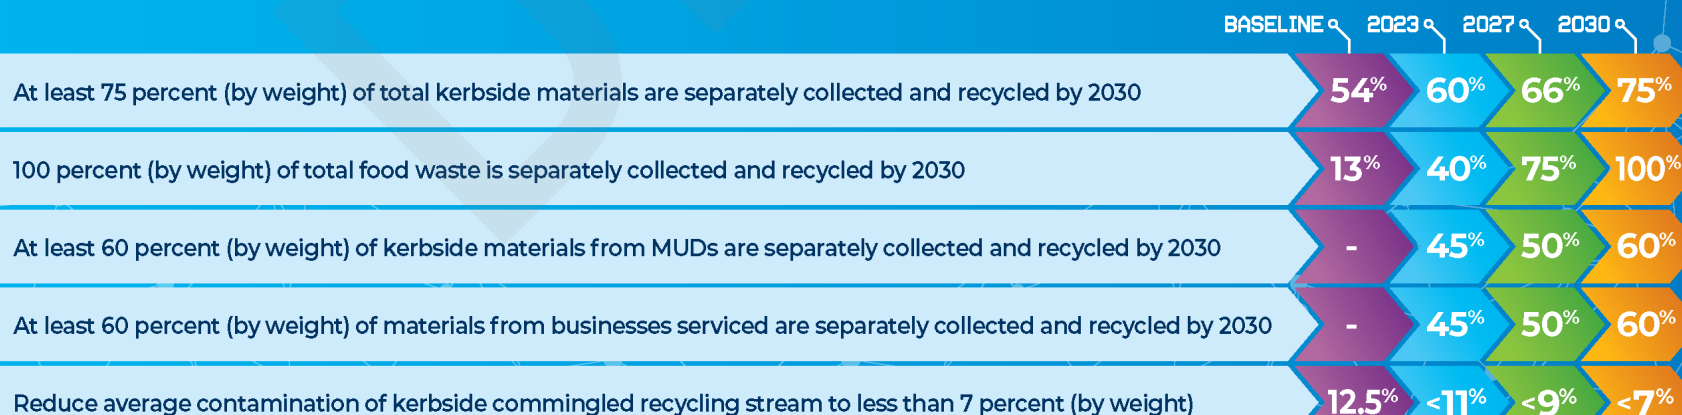 BASELINE 2023 2027 2030
At least 75 percent (by weight) of total kerbside materials are separately collected and recycled by 2030 54% 60% 66% 75%
100 percent (by weight) of total food waste is separately collected and recycled by 2030 13% 40% 75% 100%
At least 60 percent (by weight) of kerbside materials from MUDs are separately collected and recycled by 2030 - 45% 50% 60%
At least 60 percent (by weight) of materials from businesses serviced are separately collected and recycled by 2030 - 45% 50% 60%
Reduce average contamination of kerbside commingled recycling stream to less than 7 percent (by weight) 12.5% <11% <9% <7%